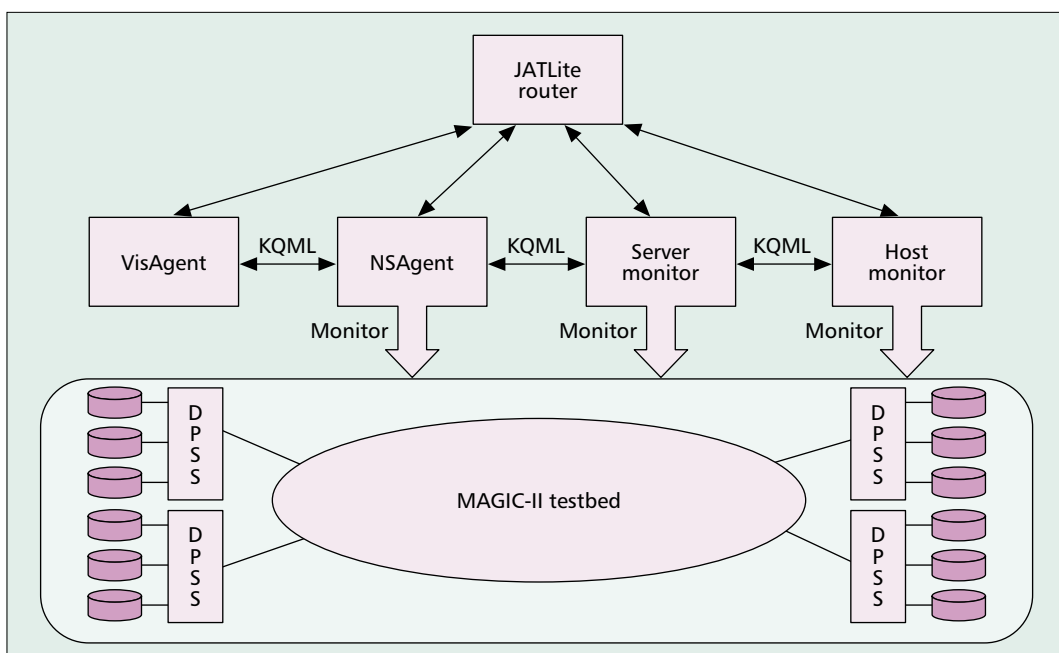 JATLite
router
VisAgent
KQML
NSAgent
KQML
Server
monitor
KQML
Host
monitor
Monitor
Monitor
Monitor
D
P
S
S
D
P
S
S
MAGIC-II testbed
D
P
S
S
D
P
S
S